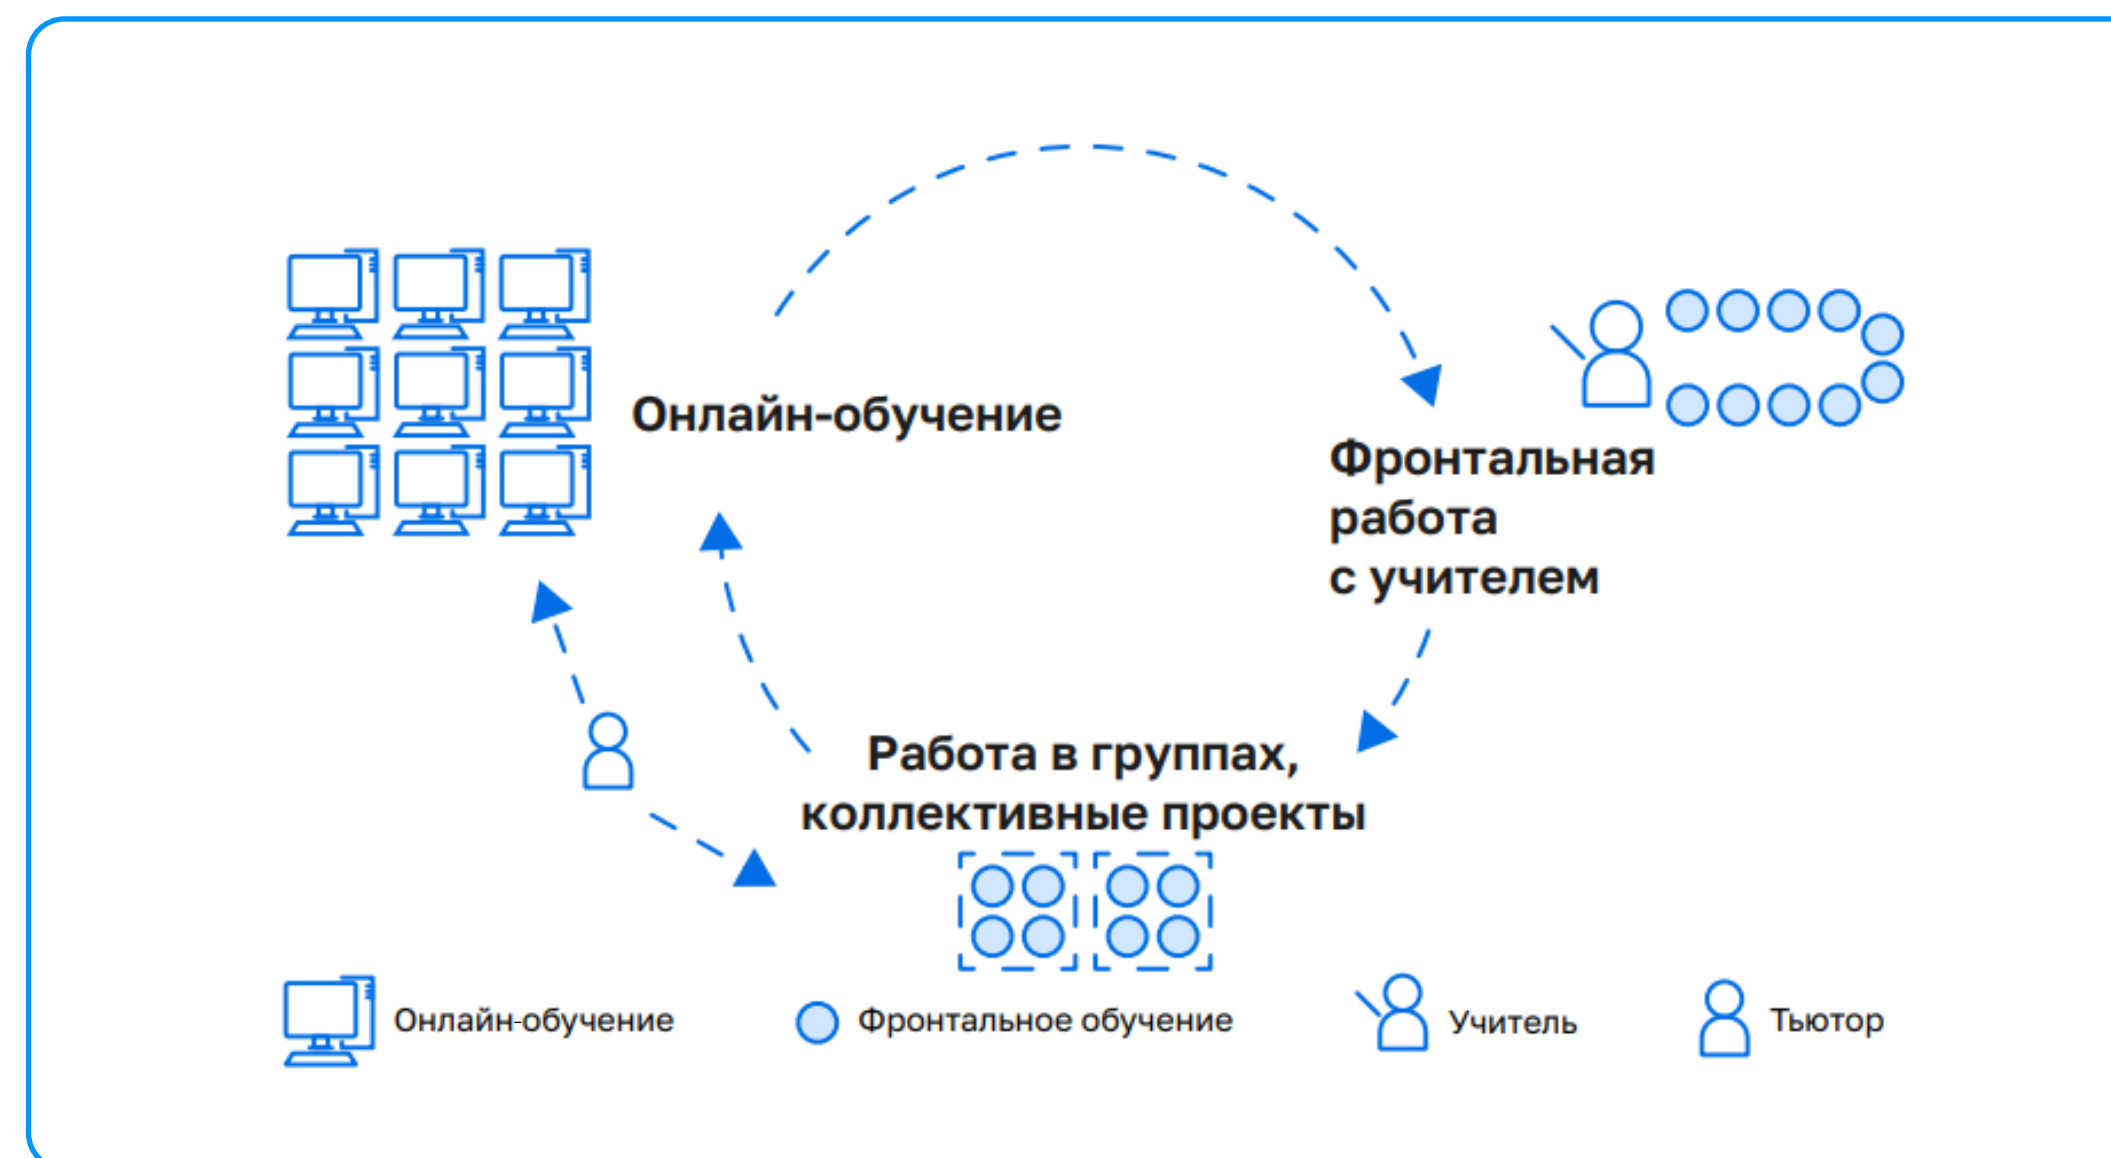 Онлайн-обучение
Фронтальная
работа
с учителем
Работа в группах,
коллективные проекты
Онлайн-обучение
Фронтальное обучение
Учитель
Тьютор